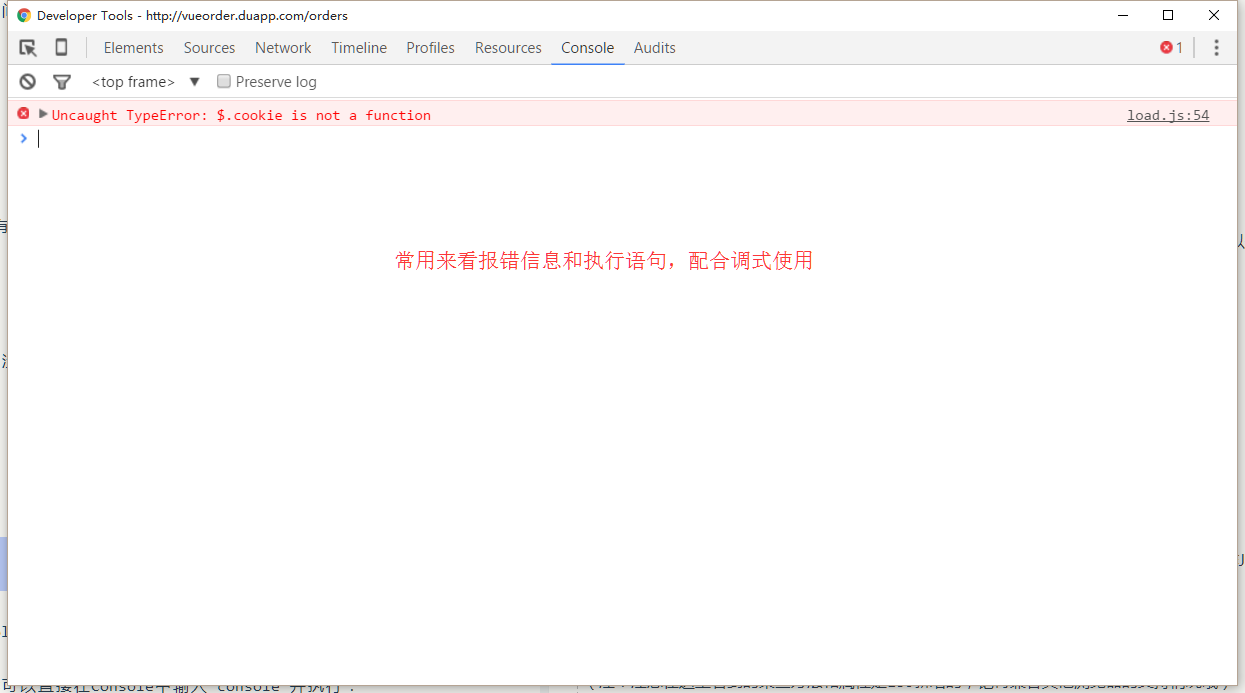 Developer Tools - http://vueorder.duapp.com/orders
Elements Sources Network Timeline Profiles Resources Console Audits 1
<top frame> ▼ Preserve log
Uncaught TypeError: $.cookie is not a function load.js:54
常用来看报错信息和执行语句，配合调式使用